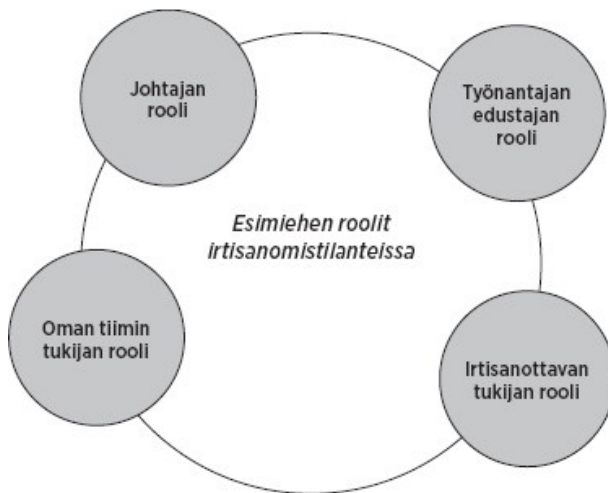 Johtajan
rooli
Työnantajan
edustajan
rooli
Esimiehen roolit
irtisanomistilanteissa
Oman tiimin
tukijan rooli
Irtisanottavan
tukijan rooli